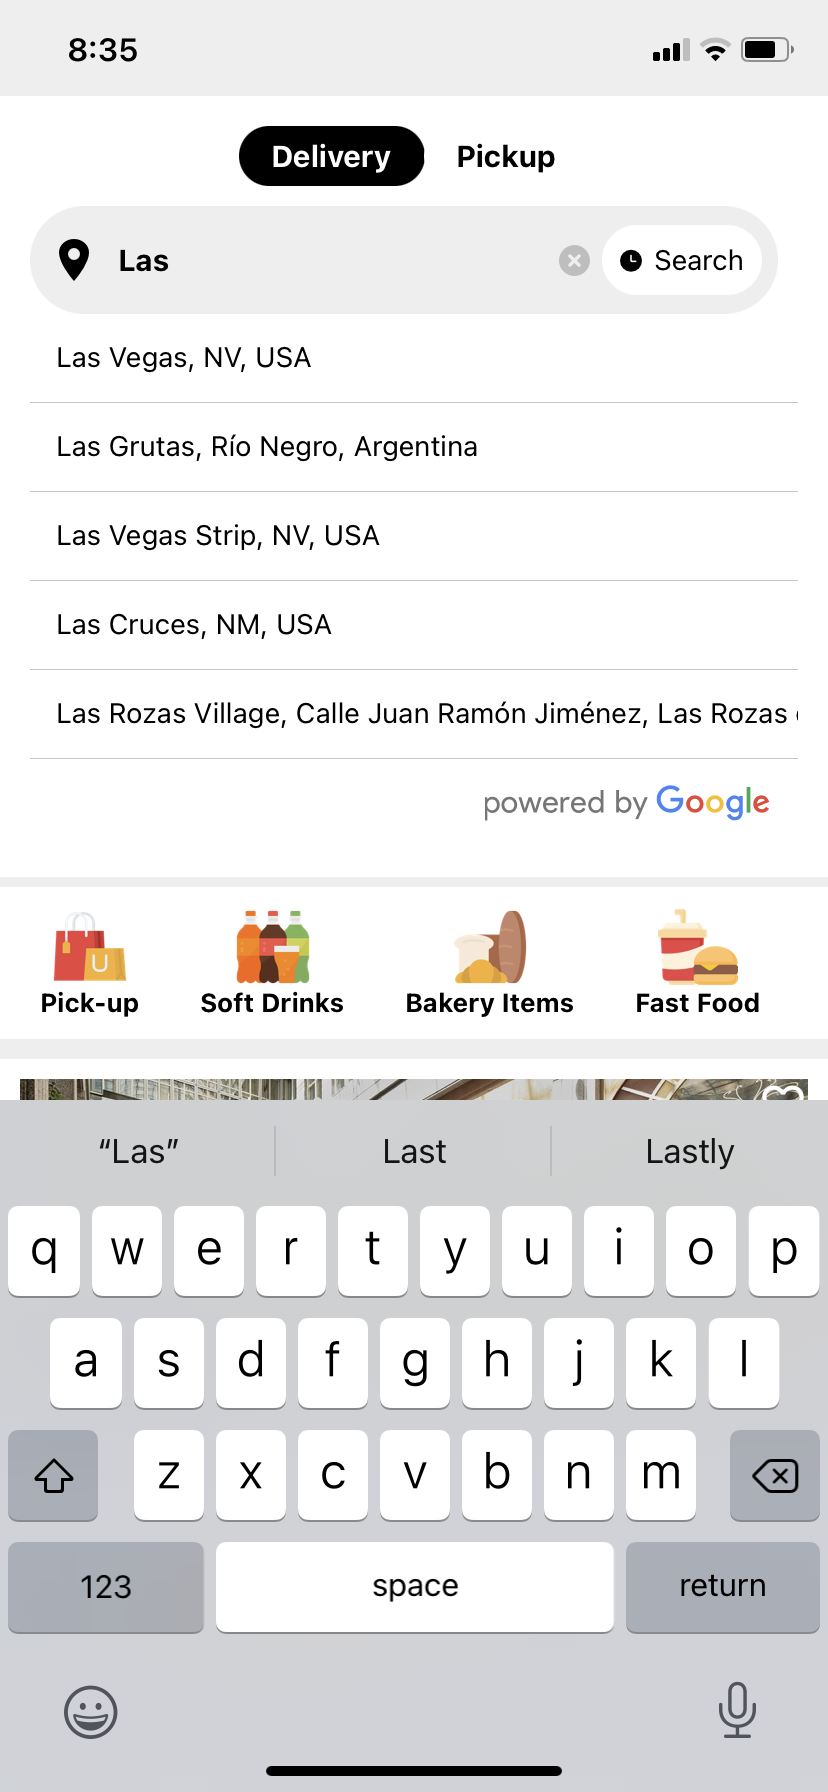 8:35
Delivery Pickup
Las Search
Las Vegas, NV, USA
Las Grutas, Río Negro, Argentina
Las Vegas Strip, NV, USA
Las Cruces, NM, USA
Las Rozas Village, Calle Juan Ramón Jiménez, Las Rozas
powered by Google
U
Pick-up Soft Drinks Bakery Items Fast Food
“Las” Last Lastly
q w e r t y u i o p
a s d f g h j k l
z x c v b n m
123 space return